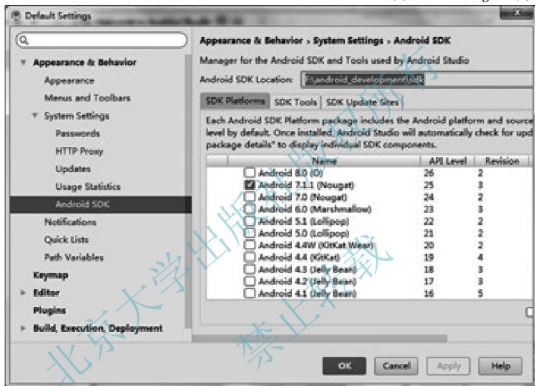 Default Settings
Appearance & Behavior
Appearance
Menus and Toolbars
System Settings
Passwords
HTTP Proxy
Updates
Usage Statistics
Android SDK
Notifications
Quick Lists
Path Variables
Keymap
Editor
Plugins
Build, Execution, Deployment
Appearance & Behavior › System Settings › Android SDK
Manager for the Android SDK and Tools used by Android Studio
Android SDK Location: F:\android_development\sdk
SDK Platforms SDK Tools SDK Update Sites
Each Android SDK Platform package includes the Android platform and source
level by default. Once installed, Android Studio will automatically check for upd
package details" to display individual SDK components.
Name API Level Revision
Android 8.0 (O) 26 2
Android 7.1.1 (Nougat) 25 3
Android 7.0 (Nougat) 24 2
Android 6.0 (Marshmallow) 23 3
Android 5.1 (Lollipop) 22 2
Android 5.0 (Lollipop) 21 2
Android 4.4W (KitKat Wear) 20 2
Android 4.4 (KitKat) 19 4
Android 4.3 (Jelly Bean) 18 3
Android 4.2 (Jelly Bean) 17 3
Android 4.1 (Jelly Bean) 16 5
OK Cancel Apply Help
北京大学出版社版权所有
禁止转载